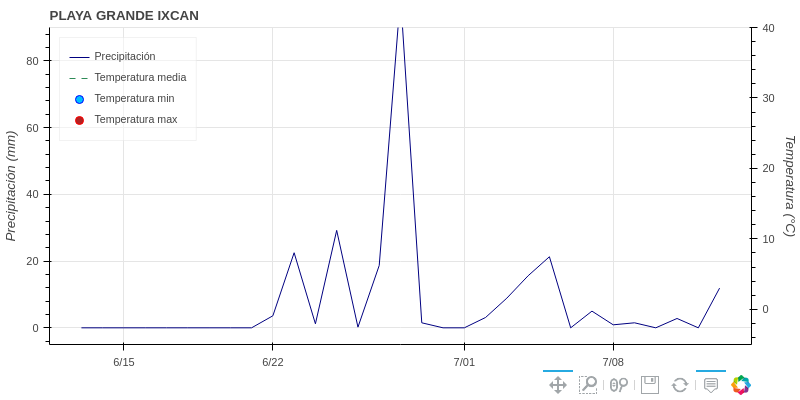 PLAYA GRANDE IXCAN
Precipitación
Temperatura media
Temperatura min
Temperatura max
Precipitación (mm)
80
60
40
20
0
40
30
20
10
0
Temperatura (°C)
6/15
6/22
7/01
7/08